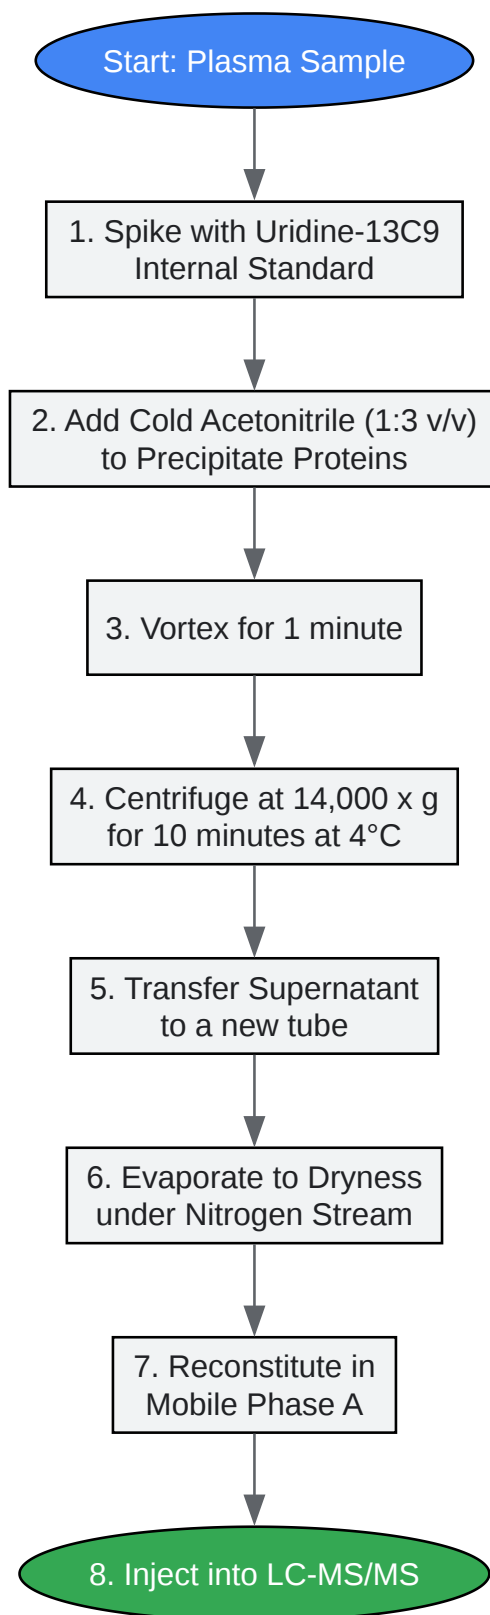 Start: Plasma Sample
1. Spike with Uridine-13C9
Internal Standard
2. Add Cold Acetonitrile (1:3 v/v)
to Precipitate Proteins
3. Vortex for 1 minute
4. Centrifuge at 14,000 x g
for 10 minutes at 4°C
5. Transfer Supernatant
to a new tube
6. Evaporate to Dryness
under Nitrogen Stream
7. Reconstitute in
Mobile Phase A
8. Inject into LC-MS/MS